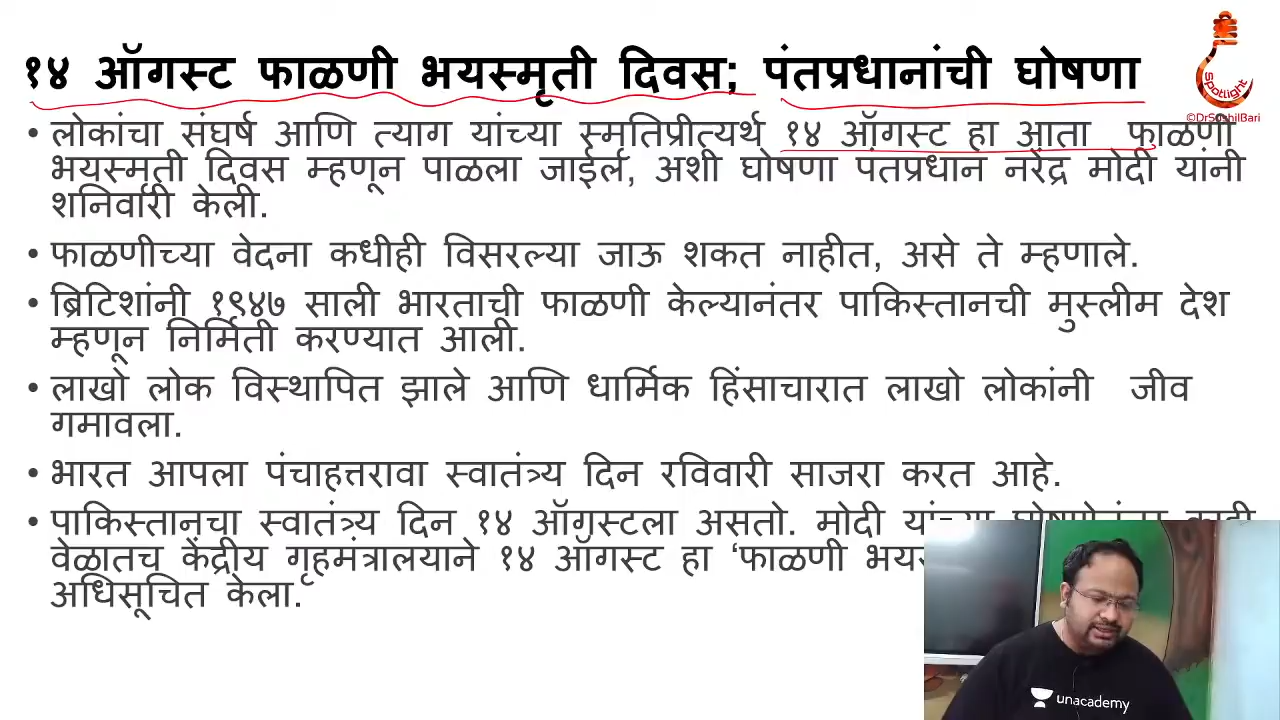 १४ ऑगस्ट फाळणी भयस्मृती दिवस; पंतप्रधानांची घोषणा
Spotlight
©DrSushilBari
• लोकांचा संघर्ष आणि त्याग यांच्या स्मृतिप्रीत्यर्थ १४ ऑगस्ट हा आता फाळणी
भयस्मृती दिवस म्हणून पाळला जाईल, अशी घोषणा पंतप्रधान नरेंद्र मोदी यांनी
शनिवारी केली.
• फाळणीच्या वेदना कधीही विसरल्या जाऊ शकत नाहीत, असे ते म्हणाले.
• ब्रिटिशांनी १९४७ साली भारताची फाळणी केल्यानंतर पाकिस्तानची मुस्लीम देश
म्हणून निर्मिती करण्यात आली.
• लाखो लोक विस्थापित झाले आणि धार्मिक हिंसाचारात लाखो लोकांनी जीव
गमावला.
• भारत आपला पंचाहत्तरावा स्वातंत्र्य दिन रविवारी साजरा करत आहे.
• पाकिस्तानचा स्वातंत्र्य दिन १४ ऑगस्टला असतो. मोदी
वेळातच केंद्रीय गृहमंत्रालयाने १४ ऑगस्ट हा ‘फाळणी
अधिसूचित केला.
unacademy